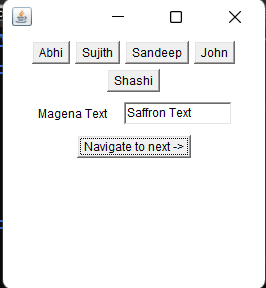 Abhi Sujith Sandeep John
Shashi
Magena Text Saffron Text
Navigate to next ->